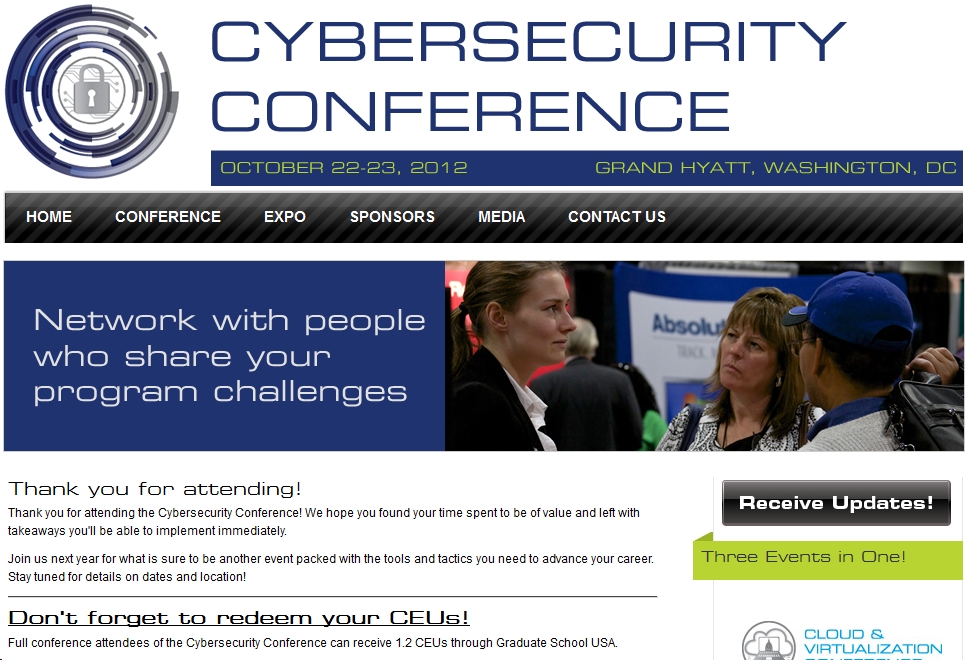 CYBERSECURITY
CONFERENCE
OCTOBER 22-23, 2012 GRAND HYATT, WASHINGTON, DC
HOME CONFERENCE EXPO SPONSORS MEDIA CONTACT US
Network with people
who share your
program challenges
Absolu
TRACK
Thank you for attending!
Thank you for attending the Cybersecurity Conference! We hope you found your time spent to be of value and left with
takeaways you'll be able to implement immediately.
Join us next year for what is sure to be another event packed with the tools and tactics you need to advance your career.
Stay tuned for details on dates and location!
Don't forget to redeem your CEUs!
Full conference attendees of the Cybersecurity Conference can receive 1.2 CEUs through Graduate School USA.
Receive Updates!
Three Events in One!
CLOUD &
VIRTUALIZATION
CONFERENCE